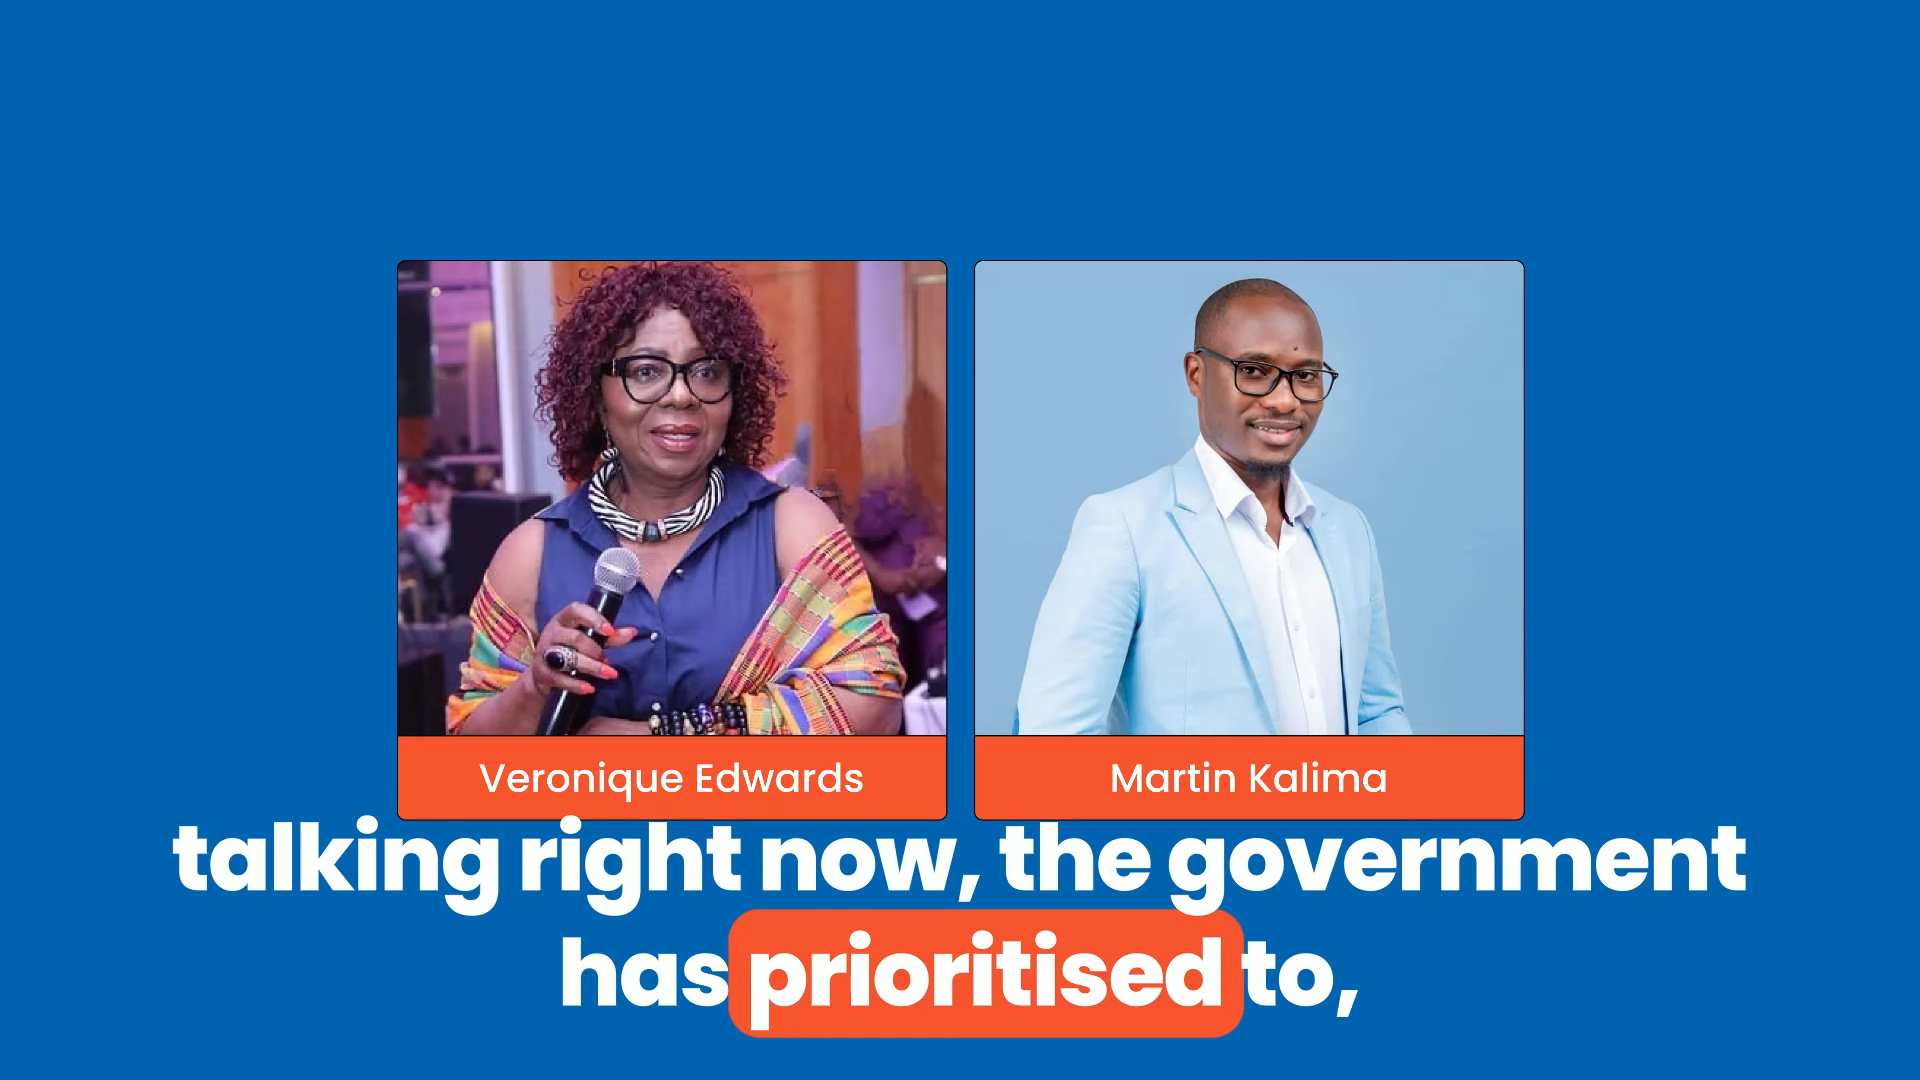 Veronique Edwards
Martin Kalima
talking right now, the government
has prioritised to,